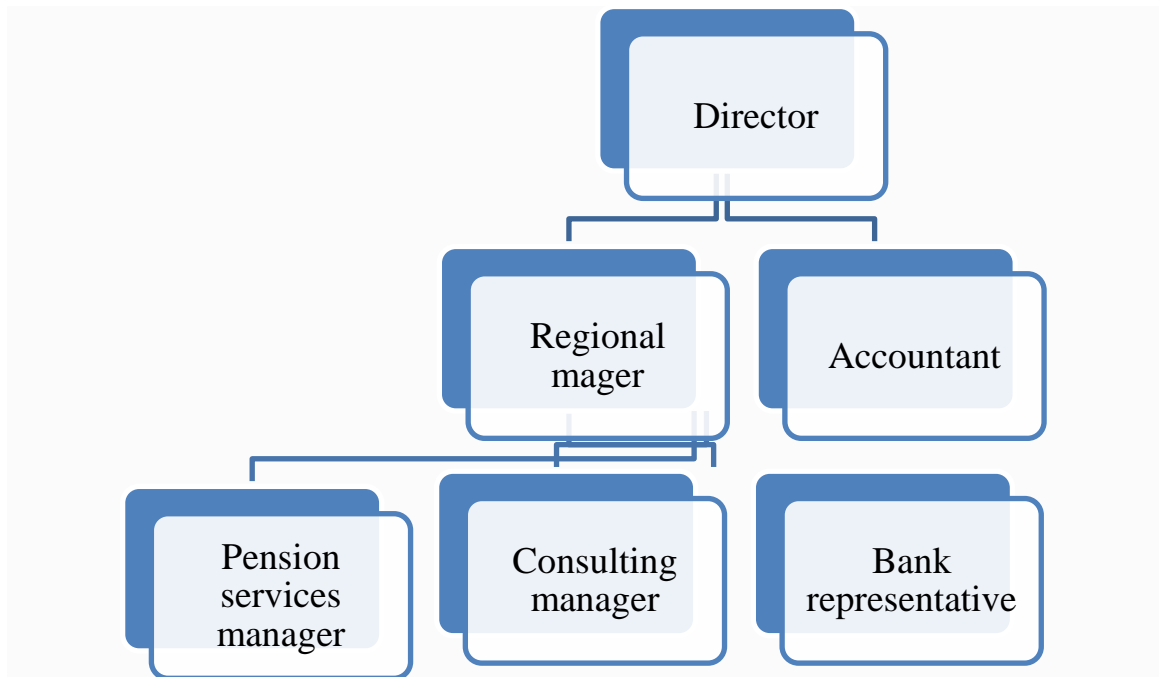 Director
Regional
mager
Accountant
Pension
services
manager
Consulting
manager
Bank
representative